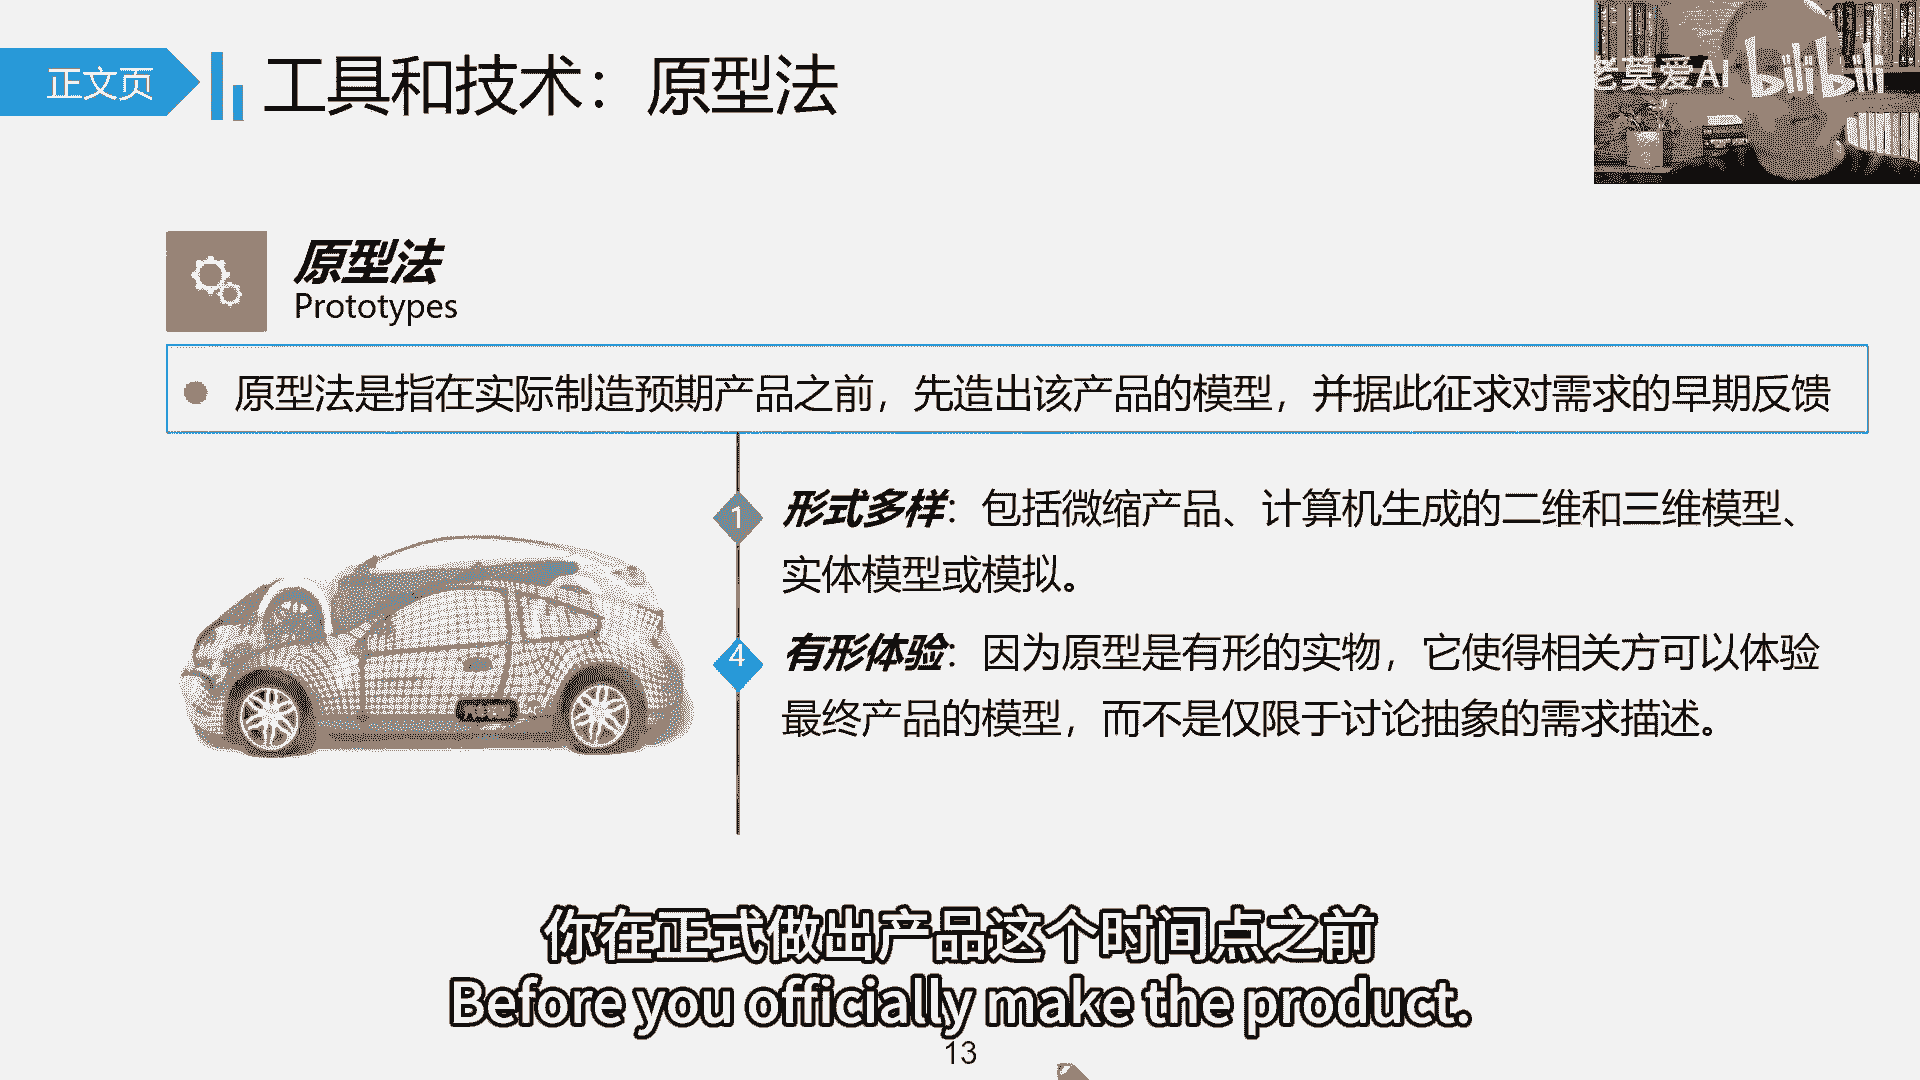 正文页
工具和技术：原型法
老莫爱AI
bilibili
原型法
Prototypes
原型法是指在实际制造预期产品之前，先造出该产品的模型，并据此征求对需求的早期反馈
1
形式多样：包括微缩产品、计算机生成的二维和三维模型、
实体模型或模拟。
4
有形体验：因为原型是有形的实物，它使得相关方可以体验
最终产品的模型，而不是仅限于讨论抽象的需求描述。
你在正式做出产品这个时间点之前
Before you officially make the product.
13